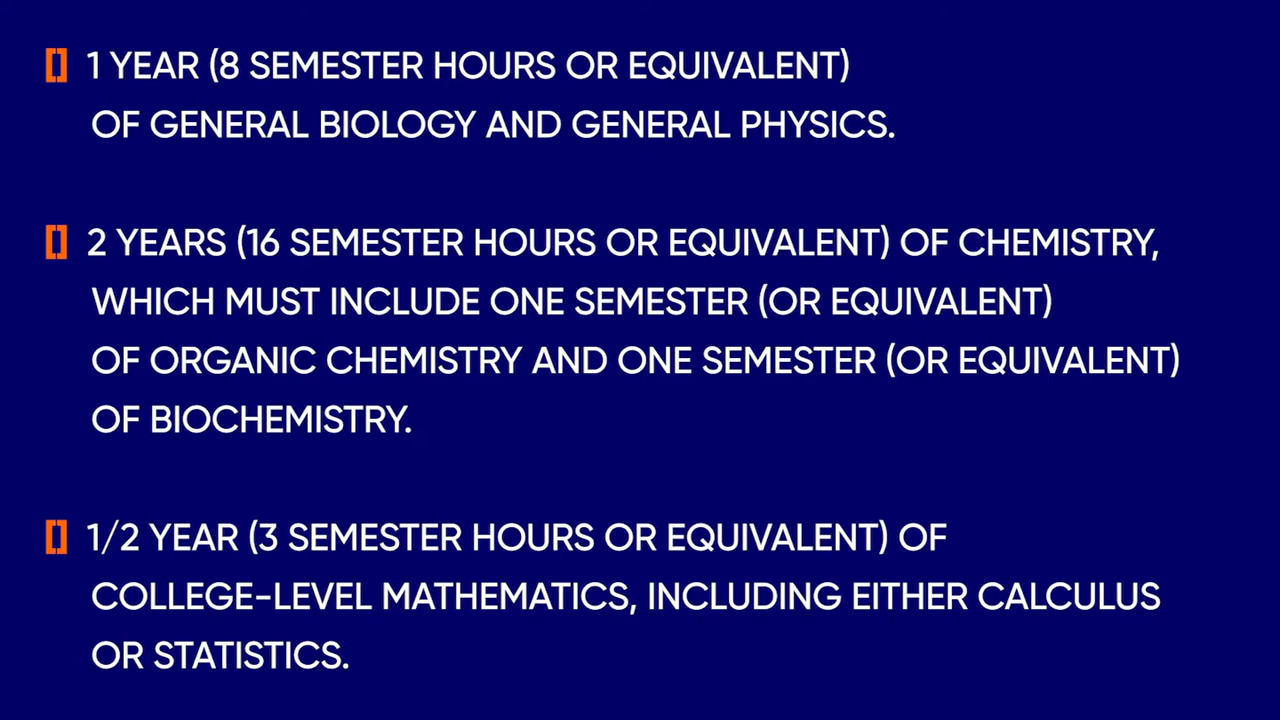 [] 1 YEAR (8 SEMESTER HOURS OR EQUIVALENT)
OF GENERAL BIOLOGY AND GENERAL PHYSICS.
[] 2 YEARS (16 SEMESTER HOURS OR EQUIVALENT) OF CHEMISTRY,
WHICH MUST INCLUDE ONE SEMESTER (OR EQUIVALENT)
OF ORGANIC CHEMISTRY AND ONE SEMESTER (OR EQUIVALENT)
OF BIOCHEMISTRY.
[] 1/2 YEAR (3 SEMESTER HOURS OR EQUIVALENT) OF
COLLEGE-LEVEL MATHEMATICS, INCLUDING EITHER CALCULUS
OR STATISTICS.